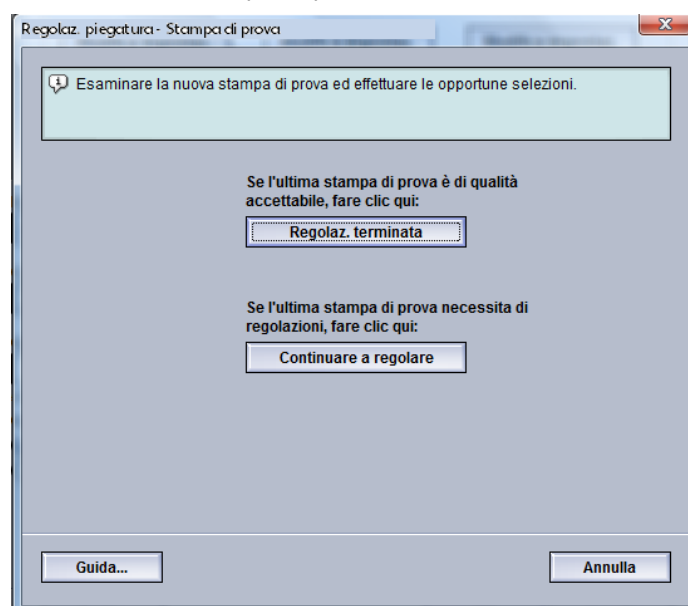 Regolaz. piegatura - Stampa di prova
Esaminare la nuova stampa di prova ed effettuare le opportune selezioni.
Se l'ultima stampa di prova è di qualità
accettabile, fare clic qui:
Regolaz. terminata
Se l'ultima stampa di prova necessita di
regolazioni, fare clic qui:
Continuare a regolare
Guida...
Annulla